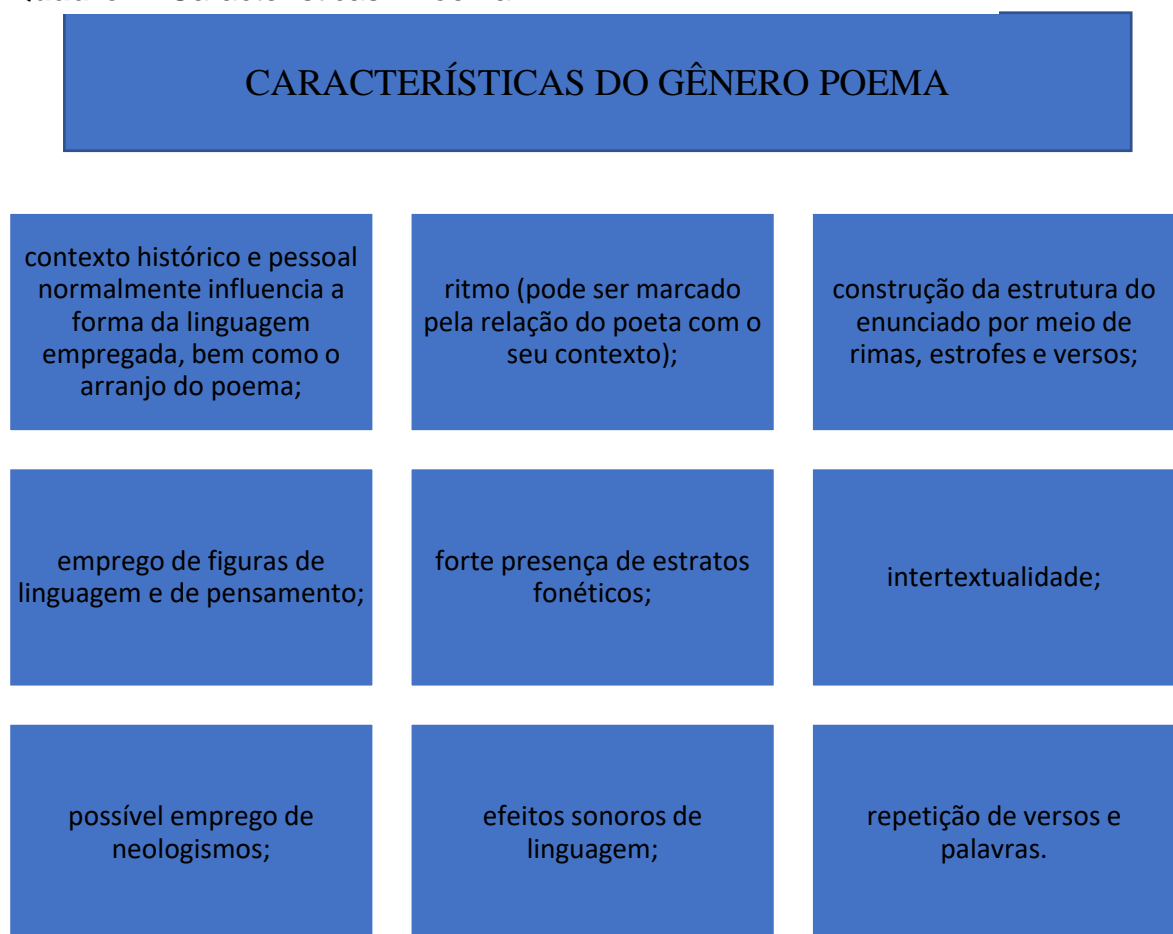 CARACTERÍSTICAS DO GÊNERO POEMA
contexto histórico e pessoal
normalmente influencia a
forma da linguagem
empregada, bem como o
arranjo do poema;
ritmo (pode ser marcado
pela relação do poeta com o
seu contexto);
construção da estrutura do
enunciado por meio de
rimas, estrofes e versos;
emprego de figuras de
linguagem e de pensamento;
forte presença de estratos
fonéticos;
intertextualidade;
possível emprego de
neologismos;
efeitos sonoros de
linguagem;
repetição de versos e
palavras.